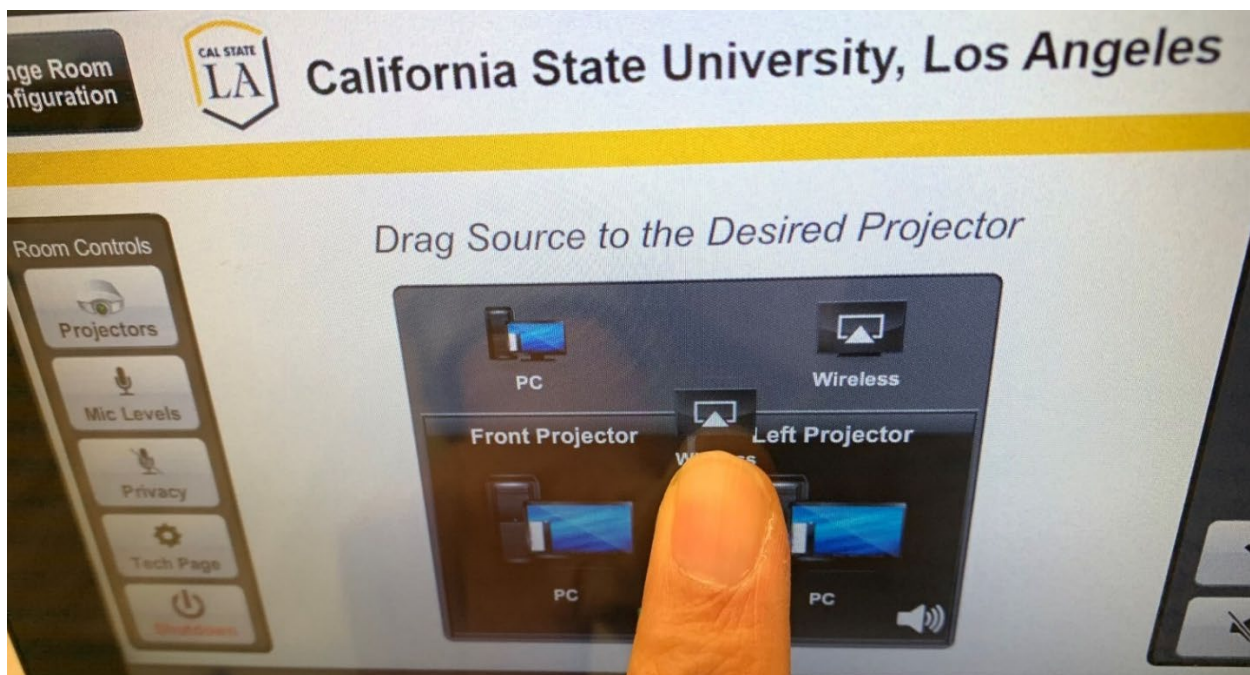 nge Room
nfiguration
CAL STATE
LA
California State University, Los Angeles
Drag Source to the Desired Projector
Room Controls
Projectors
Mic Levels
Privacy
Tech Page
Shutdown
PC
Wireless
Front Projector
Left Projector
PC
PC